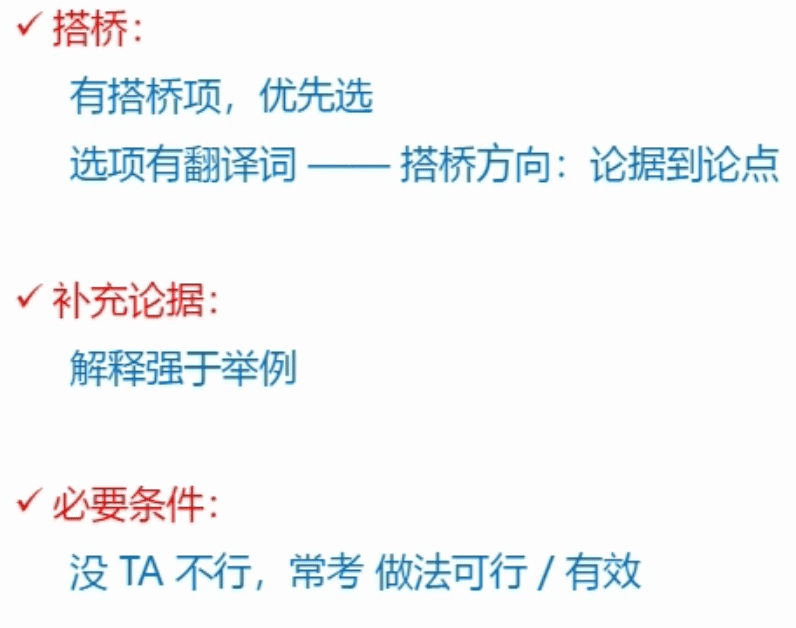 ✓ 搭桥：
有搭桥项，优先选
选项有翻译词 —— 搭桥方向：论据到论点
✓ 补充论据：
解释强于举例
✓ 必要条件：
没 TA 不行，常考 做法可行 / 有效